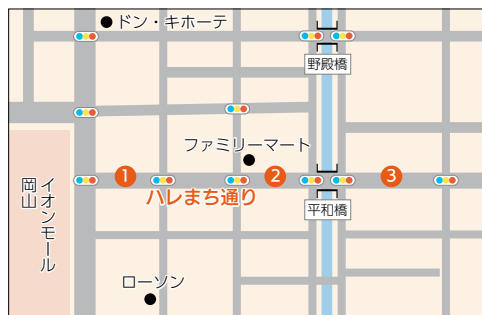 ドン・キホーテ
野殿橋
ファミリーマート
1
2
3
ハレまち通り
平和橋
イオンモール
岡山
ローソン